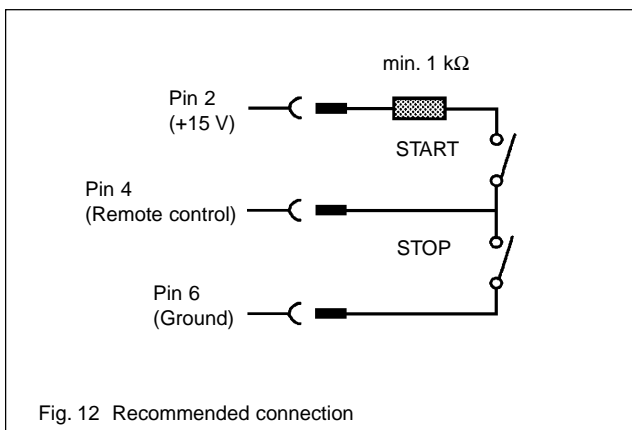 min. 1 kΩ
Pin 2
(+15 V)
START
Pin 4
(Remote control)
STOP
Pin 6
(Ground)
Fig. 12 Recommended connection